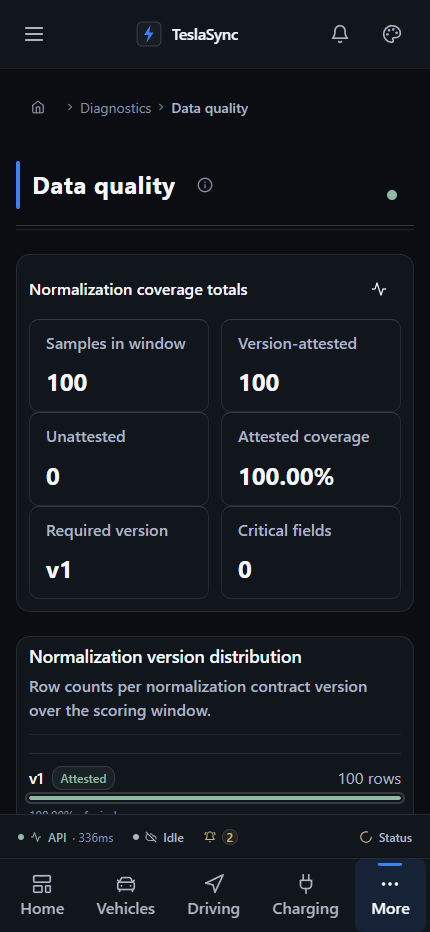 TeslaSync
Diagnostics
Data quality
Data quality
Normalization coverage totals
Samples in window
Version-attested
100
100
Unattested
Attested coverage
0
100.00%
Required version
Critical fields
v1
0
Normalization version distribution
Row counts per normalization contract version
over the scoring window.
v1 Attested 100 rows
API · 336ms Idle 2 Status
Home Vehicles Driving Charging More